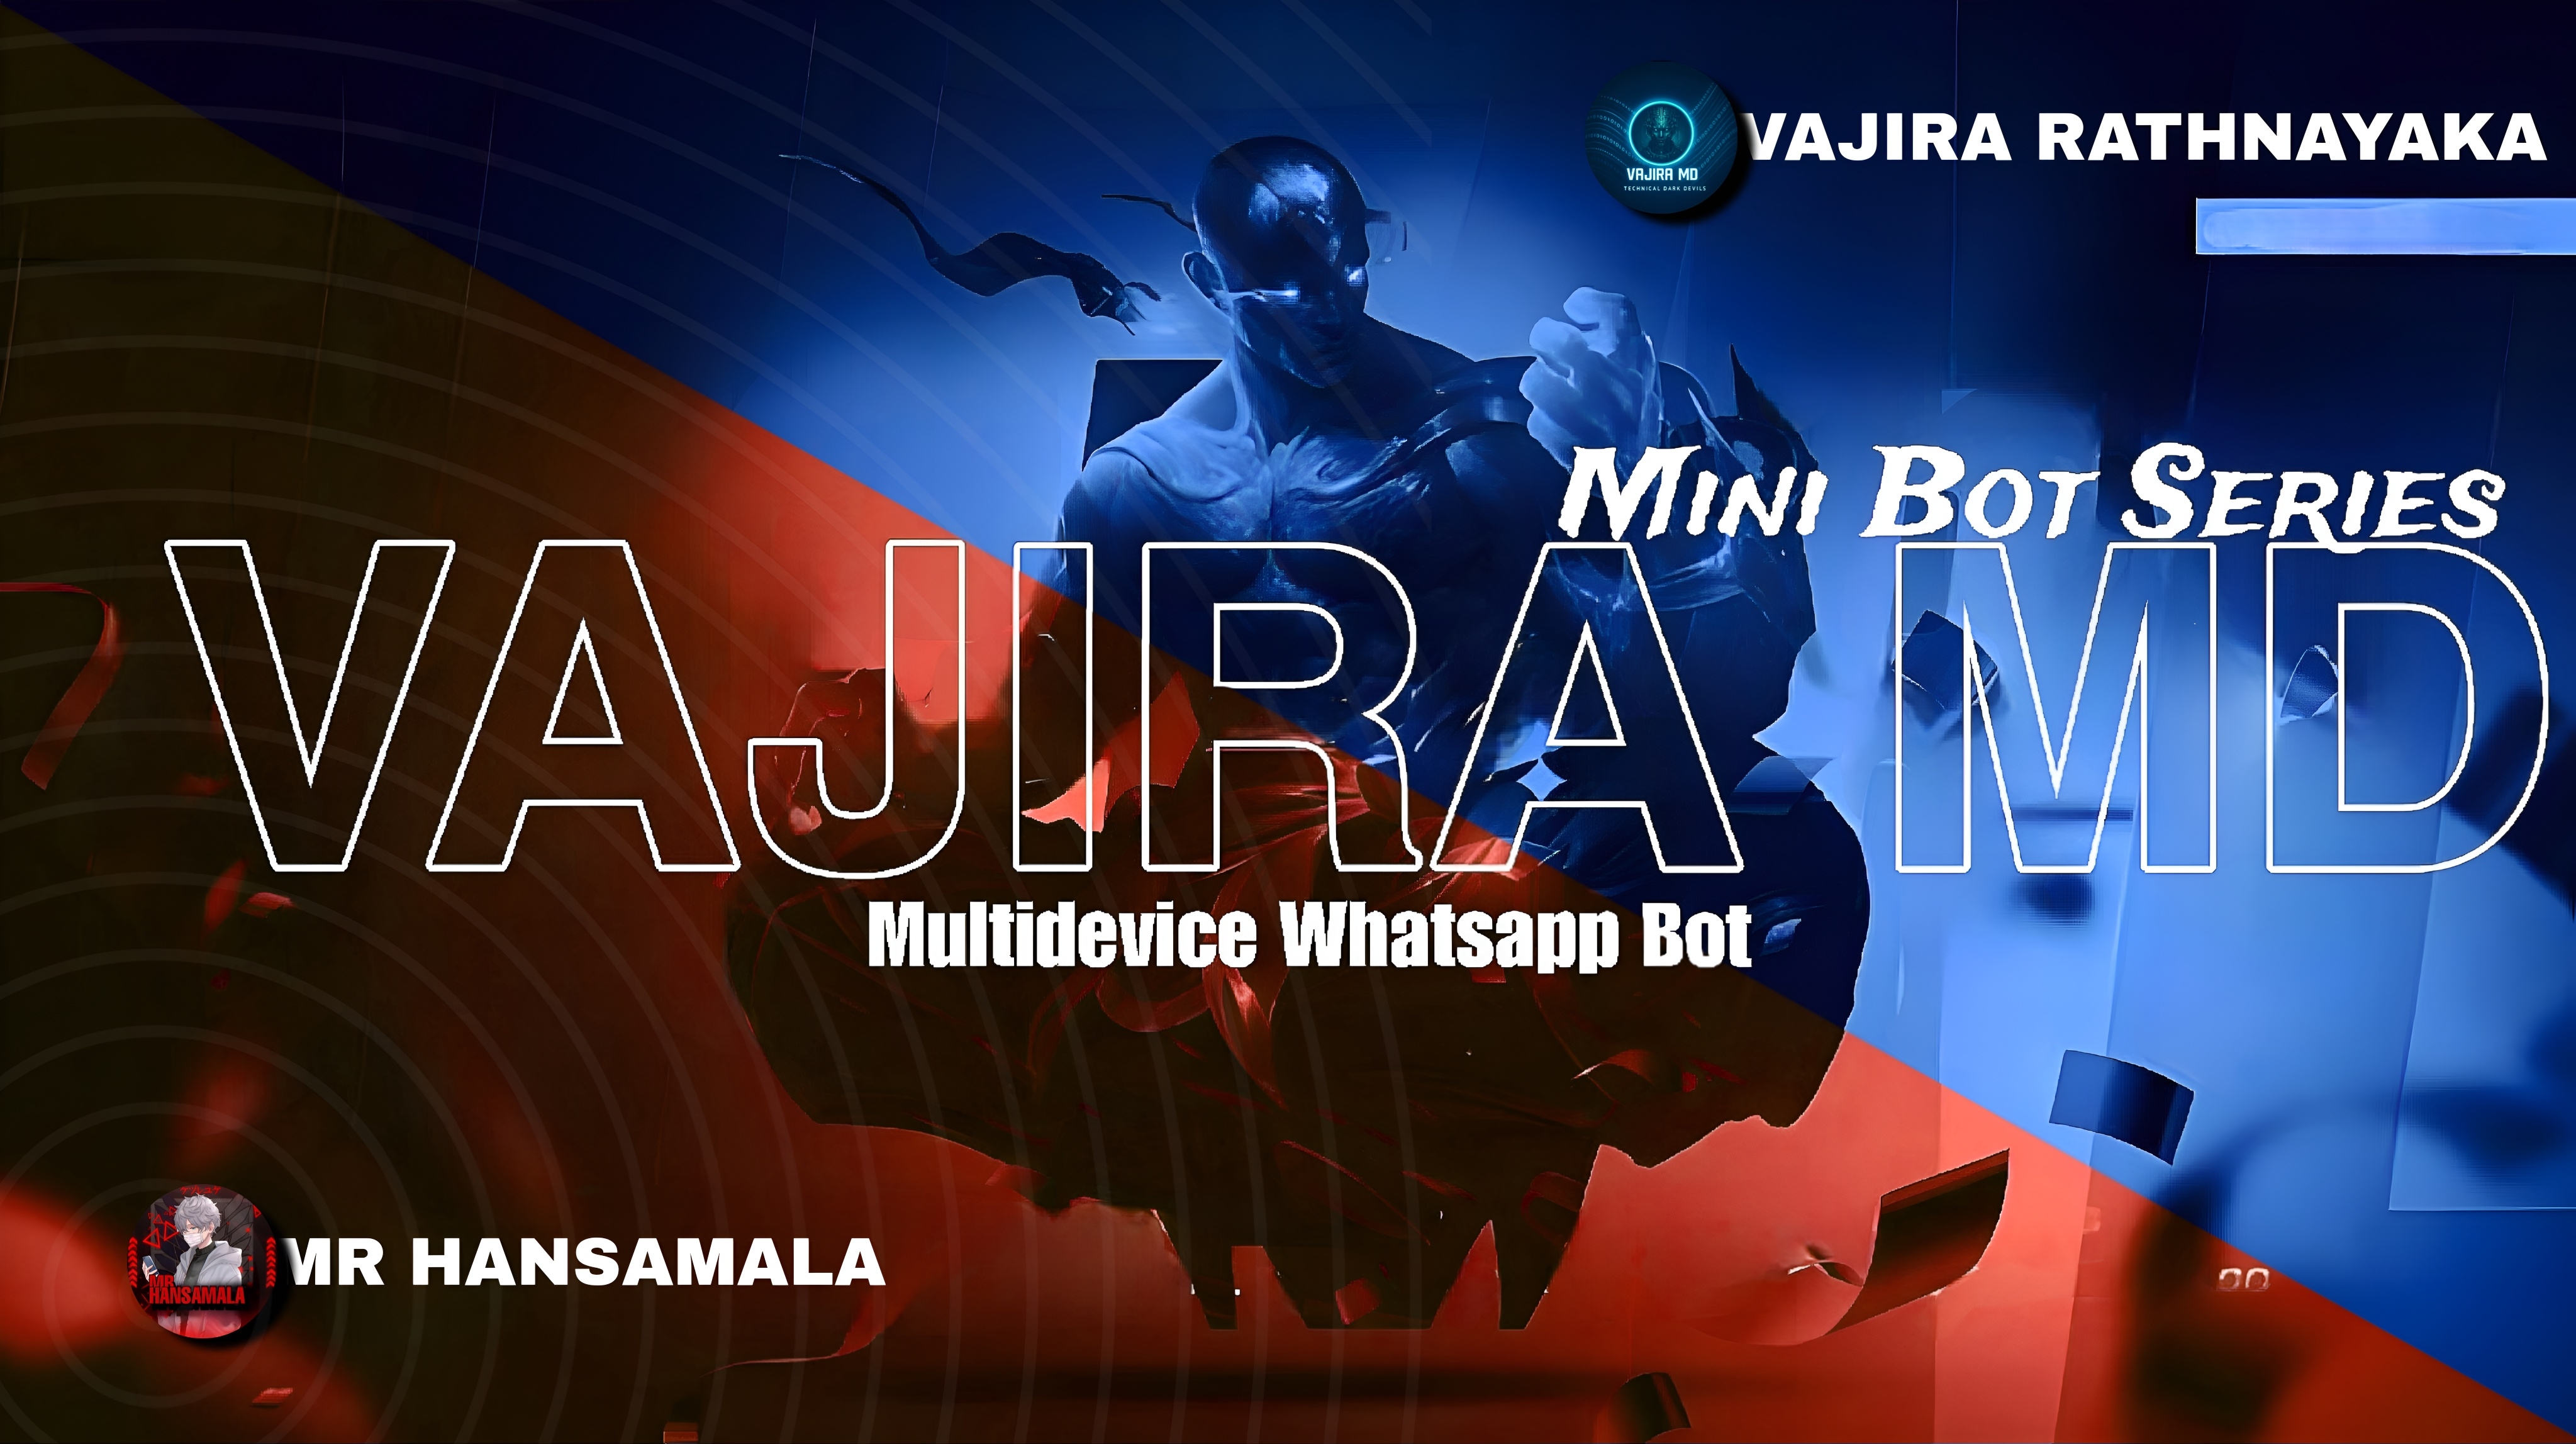 VAJIRA RATHNAYAKA
VAJIRA MD
TECHNICAL DARK DEVILS
MINI BOT SERIES
VAJIRA MD
Multidevice Whatsapp Bot
MR HANSAMALA
MR
HANSAMALA